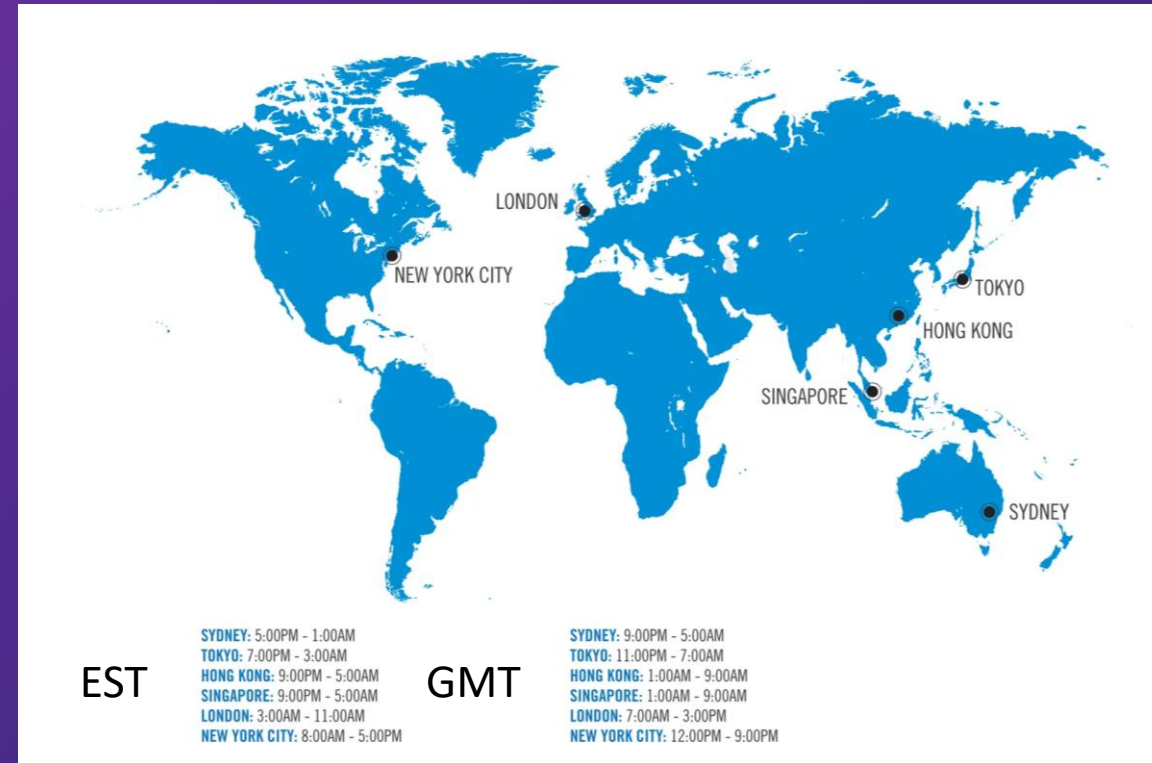 LONDON
NEW YORK CITY
TOKYO
HONG KONG
SINGAPORE
SYDNEY
EST
SYDNEY: 5:00PM - 1:00AM
TOKYO: 7:00PM - 3:00AM
HONG KONG: 9:00PM - 5:00AM
SINGAPORE: 9:00PM - 5:00AM
LONDON: 3:00AM - 11:00AM
NEW YORK CITY: 8:00AM - 5:00PM
GMT
SYDNEY: 9:00PM - 5:00AM
TOKYO: 11:00PM - 7:00AM
HONG KONG: 1:00AM - 9:00AM
SINGAPORE: 1:00AM - 9:00AM
LONDON: 7:00AM - 3:00PM
NEW YORK CITY: 12:00PM - 9:00PM